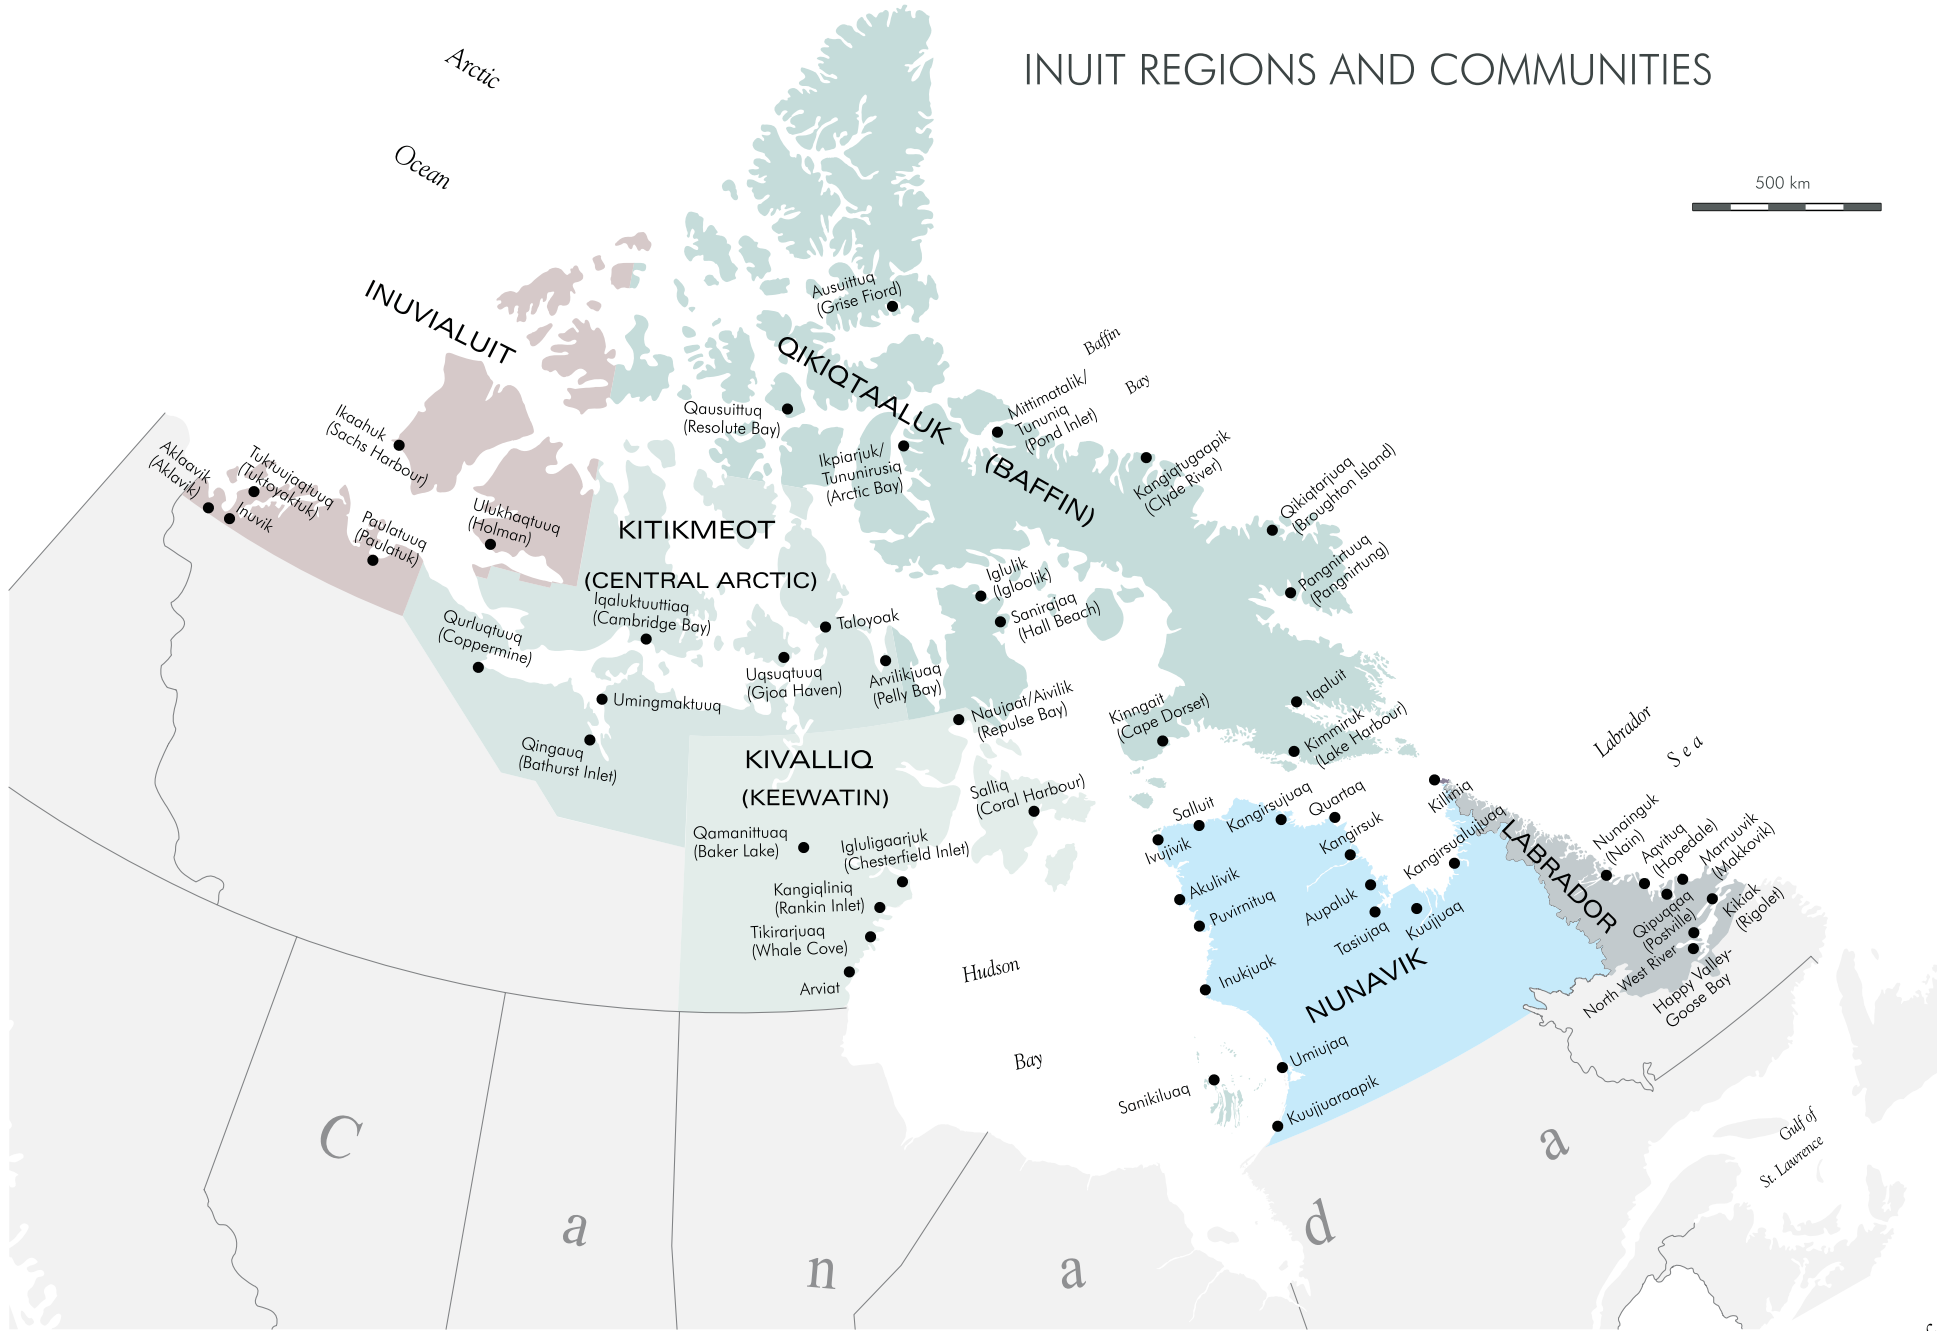 INUIT REGIONS AND COMMUNITIES
Arctic
Ocean
500 km
INUVIALUIT
Ikaahuk
(Sachs Harbour)
Aklaavik
(Aklavik)
Tuktuujaqtuuq
(Tuktoyaktuk)
Inuvik
Paulatuuq
(Paulatuk)
Ulukhaqtuuq
(Holman)
QIKIQTAALUK
(BAFFIN)
Ausuittuq
(Grise Fiord)
Qausuittuq
(Resolute Bay)
Ikpiarjuk/
Tununirusiq
(Arctic Bay)
Mittimatalik/
Tununiq
(Pond Inlet)
Baffin
Bay
Kangiqtugaapik
(Clyde River)
Qikiqtarjuaq
(Broughton Island)
Pangnirtuuq
(Pangnirtung)
Iglulik
(Igloolik)
Sanirajaq
(Hall Beach)
Iqaluit
Kimmiruk
(Lake Harbour)
Kinngait
(Cape Dorset)
KITIKMEOT
(CENTRAL ARCTIC)
Iqaluktuuttiaq
(Cambridge Bay)
Qurluqtuuq
(Coppermine)
Taloyoak
Uqsuqtuuq
(Gjoa Haven)
Arvilikjuaq
(Pelly Bay)
Umingmaktuuq
Qingauq
(Bathurst Inlet)
Naujaat/Aivilik
(Repulse Bay)
KIVALLIQ
(KEEWATIN)
Salliq
(Coral Harbour)
Qamanittuaq
(Baker Lake)
Igluligaarjuk
(Chesterfield Inlet)
Kangiqliniq
(Rankin Inlet)
Tikirarjuaq
(Whale Cove)
Arviat
Hudson
Bay
Sanikiluaq
Ivujivik
Salluit
Kangirsujuaq
Quartaq
Kangirsuk
Akulivik
Puvirnituq
Aupaluk
Tasiujaq
Kuujjuaq
Kangirsualujjuaq
Killiniq
Inukjuak
NUNAVIK
Umiujaq
Kuujjuaraapik
Labrador
Sea
LABRADOR
Nunainguk
(Nain)
Aqvituq
(Hopedale)
Marruuvik
(Makkovik)
Qipuqqaq
(Postville)
Kikiak
(Rigolet)
North West River
Happy Valley-
Goose Bay
Gulf of
St. Lawrence
C a n a d a